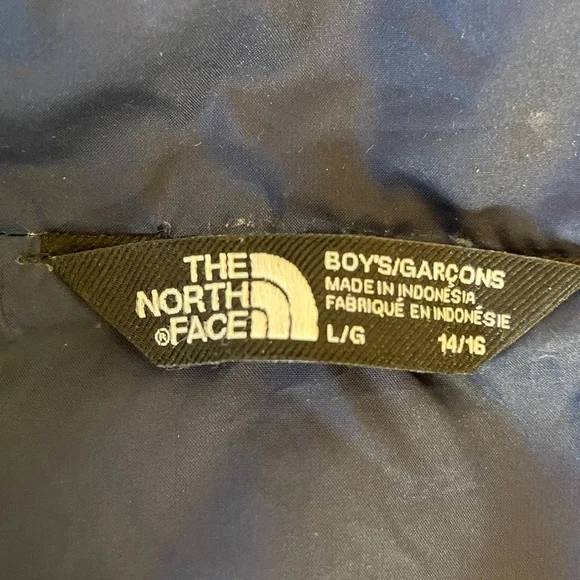 THE
NORTH
®FACE
BOY'S/GARÇONS
MADE IN INDONESIA
FABRIQUÉ EN INDONÉSIE
L/G 14/16